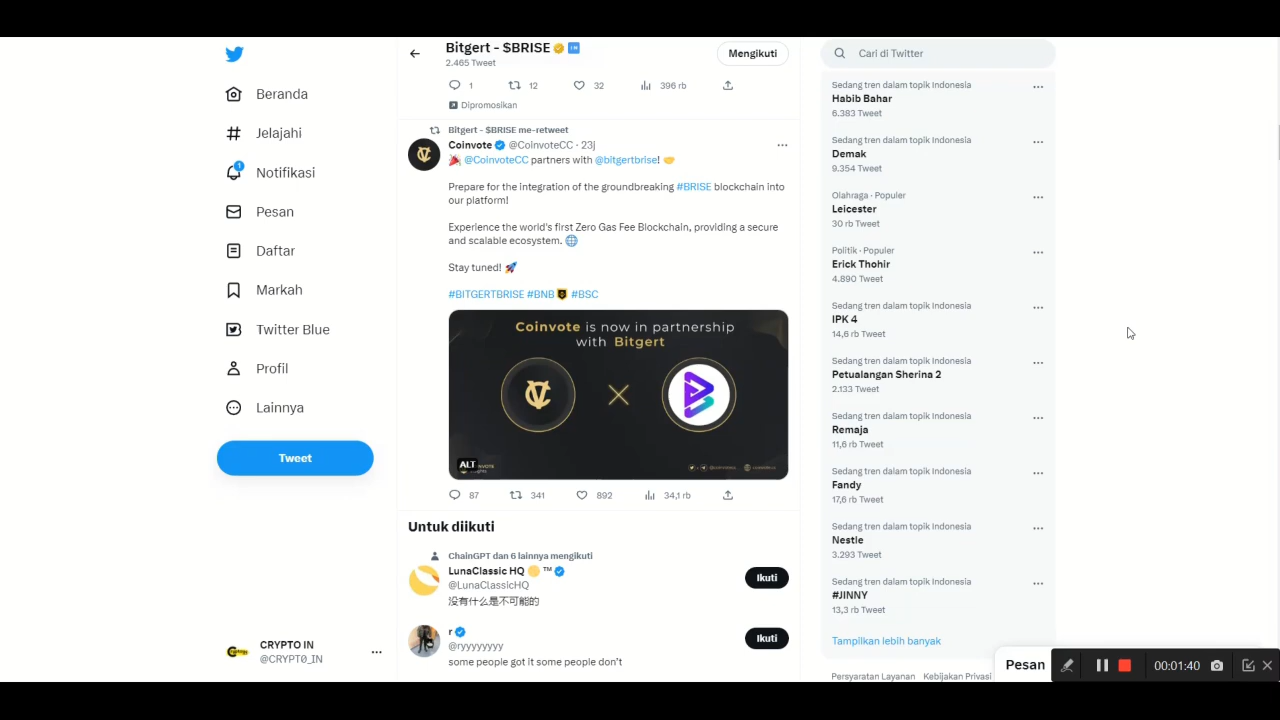 Beranda
Jelajahi
1
Notifikasi
Pesan
Daftar
Markah
Twitter Blue
Profil
Lainnya
Tweet
CRYPTO IN
@CRYPT0_IN
Bitgert - $BRISE
2.465 Tweet
Mengikuti
1 12 32 396 rb
Dipromosikan
Bitgert - $BRISE me-retweet
Coinvote @CoinvoteCC · 23j
@CoinvoteCC partners with @bitgertbrise!
Prepare for the integration of the groundbreaking #BRISE blockchain into
our platform!
Experience the world's first Zero Gas Fee Blockchain, providing a secure
and scalable ecosystem.
Stay tuned!
#BITGERTBRISE #BNB #BSC
Coinvote is now in partnership
with Bitgert
ALT
87 341 892 34,1 rb
Untuk diikuti
ChainGPT dan 6 lainnya mengikuti
LunaClassic HQ ™
@LunaClassicHQ
没有什么是不可能的
Ikuti
r
@ryyyyyyyy
some people got it some people don't
Ikuti
Cari di Twitter
Sedang tren dalam topik Indonesia
Habib Bahar
6.383 Tweet
Sedang tren dalam topik Indonesia
Demak
9.354 Tweet
Olahraga · Populer
Leicester
30 rb Tweet
Politik · Populer
Erick Thohir
4.890 Tweet
Sedang tren dalam topik Indonesia
IPK 4
14,6 rb Tweet
Sedang tren dalam topik Indonesia
Petualangan Sherina 2
2.133 Tweet
Sedang tren dalam topik Indonesia
Remaja
11,6 rb Tweet
Sedang tren dalam topik Indonesia
Fandy
17,6 rb Tweet
Sedang tren dalam topik Indonesia
Nestle
3.293 Tweet
Sedang tren dalam topik Indonesia
#JINNY
13,3 rb Tweet
Tampilkan lebih banyak
Persyaratan Layanan Kebijakan Privasi
Pesan
00:01:40